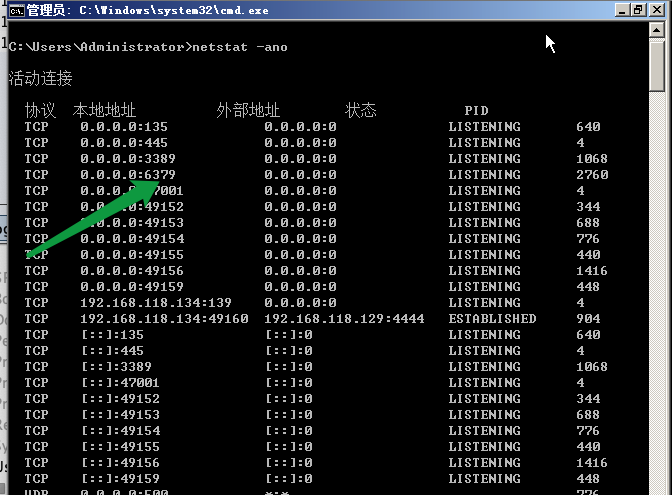 管理员: C:\Windows\system32\cmd.exe
C:\Users\Administrator>netstat -ano
活动连接
协议 本地地址 外部地址 状态 PID
TCP 0.0.0.0:135 0.0.0.0:0 LISTENING 640
TCP 0.0.0.0:445 0.0.0.0:0 LISTENING 4
TCP 0.0.0.0:3389 0.0.0.0:0 LISTENING 1068
TCP 0.0.0.0:6379 0.0.0.0:0 LISTENING 2760
TCP 0.0.0.0:47001 0.0.0.0:0 LISTENING 4
TCP 0.0.0.0:49152 0.0.0.0:0 LISTENING 344
TCP 0.0.0.0:49153 0.0.0.0:0 LISTENING 688
TCP 0.0.0.0:49154 0.0.0.0:0 LISTENING 776
TCP 0.0.0.0:49155 0.0.0.0:0 LISTENING 440
TCP 0.0.0.0:49156 0.0.0.0:0 LISTENING 1416
TCP 0.0.0.0:49159 0.0.0.0:0 LISTENING 448
TCP 192.168.118.134:139 0.0.0.0:0 LISTENING 4
TCP 192.168.118.134:49160 192.168.118.129:4444 ESTABLISHED 904
TCP [::]:135 [::]:0 LISTENING 640
TCP [::]:445 [::]:0 LISTENING 4
TCP [::]:3389 [::]:0 LISTENING 1068
TCP [::]:47001 [::]:0 LISTENING 4
TCP [::]:49152 [::]:0 LISTENING 344
TCP [::]:49153 [::]:0 LISTENING 688
TCP [::]:49154 [::]:0 LISTENING 776
TCP [::]:49155 [::]:0 LISTENING 440
TCP [::]:49156 [::]:0 LISTENING 1416
TCP [::]:49159 [::]:0 LISTENING 448
UDP 0.0.0.0:500 *:* 776